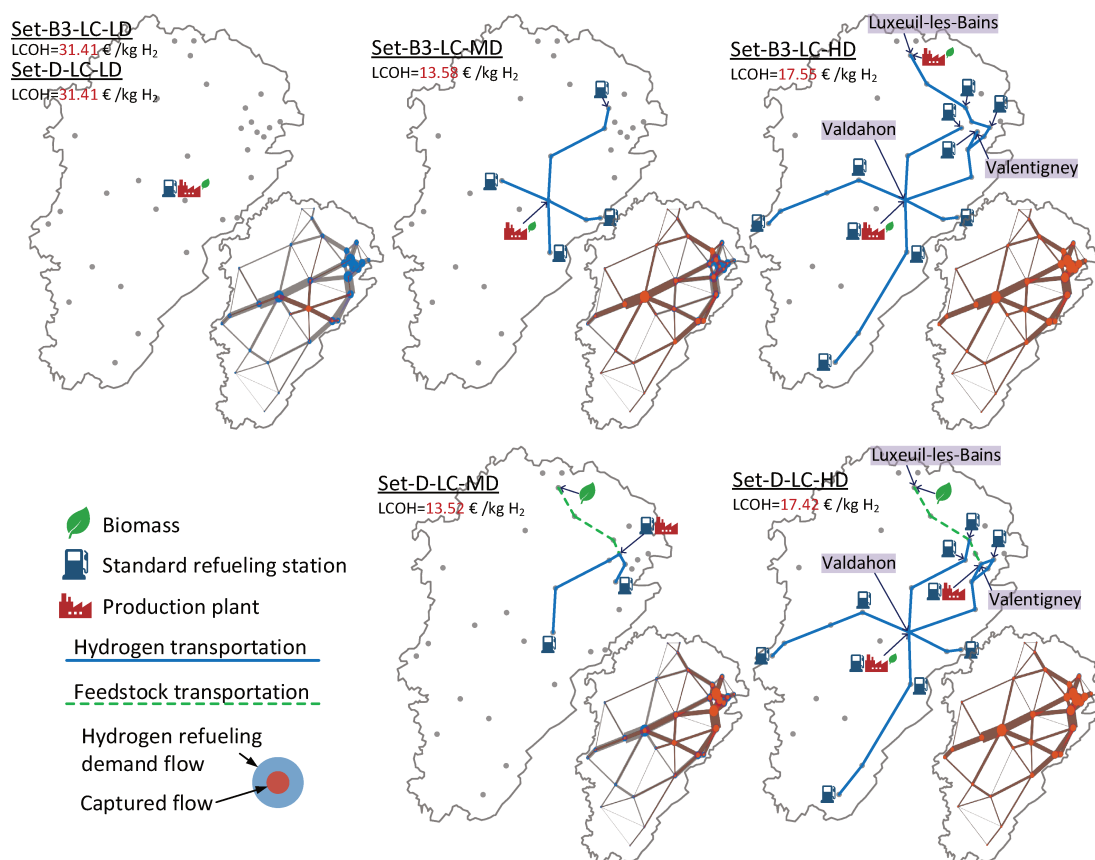 Set-B3-LC-LD
LCOH=31.41 € /kg H₂
Set-D-LC-LD
LCOH=31.41 € /kg H₂
Set-B3-LC-MD
LCOH=13.58 € /kg H₂
Set-B3-LC-HD
LCOH=17.55 € /kg H₂
Luxeuil-les-Bains
Valdahon
Valentigney
Set-D-LC-MD
LCOH=13.52 € /kg H₂
Set-D-LC-HD
LCOH=17.42 € /kg H₂
Luxeuil-les-Bains
Valdahon
Valentigney
Biomass
Standard refueling station
Production plant
Hydrogen transportation
Feedstock transportation
Hydrogen refueling
demand flow
Captured flow